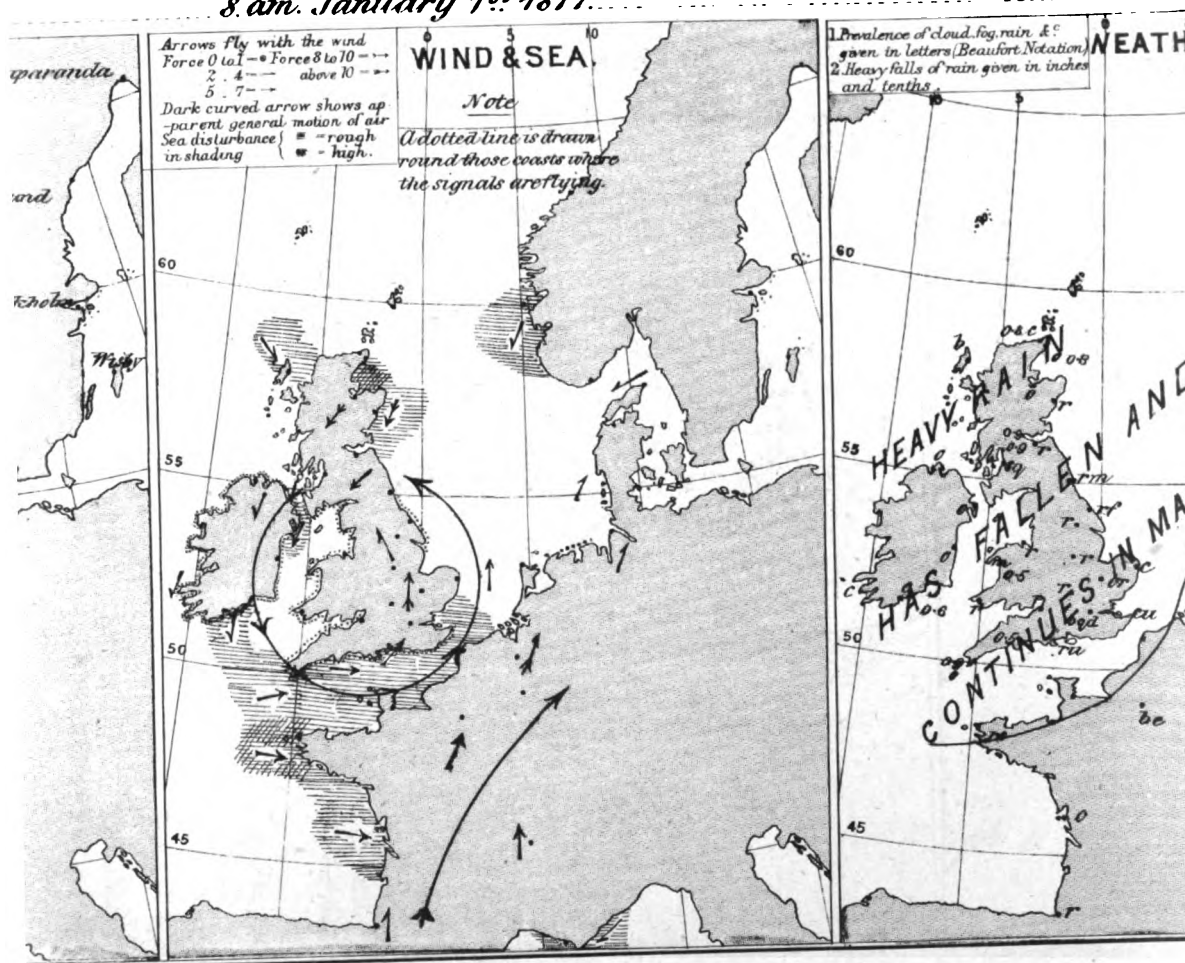 8. am. January 1st 1877.
aparanda
Wisby
Arrows fly with the wind
Force 0 to 1 Force 8 to 10
2 . 4 above 10
5 . 7
Dark curved arrow shows ap
-parent general motion of air
Sea disturbance = rough
in shading = high.
WIND & SEA.
Note
A dotted line is drawn
round those coasts where
the signals are flying.
0
5
10
60
55
50
45
1. Prevalence of cloud, fog, rain &c
given in letters (Beaufort Notation)
2. Heavy falls of rain given in inches
and tenths.
WEATH
10
5
0
60
55
50
45
HEAVY RAIN
HAS FALLEN AND
CONTINUES IN MA
b
o.s.c
o.s
r
r
r m
r
r
r
c
c
o.g
r
r u
b c
o
r